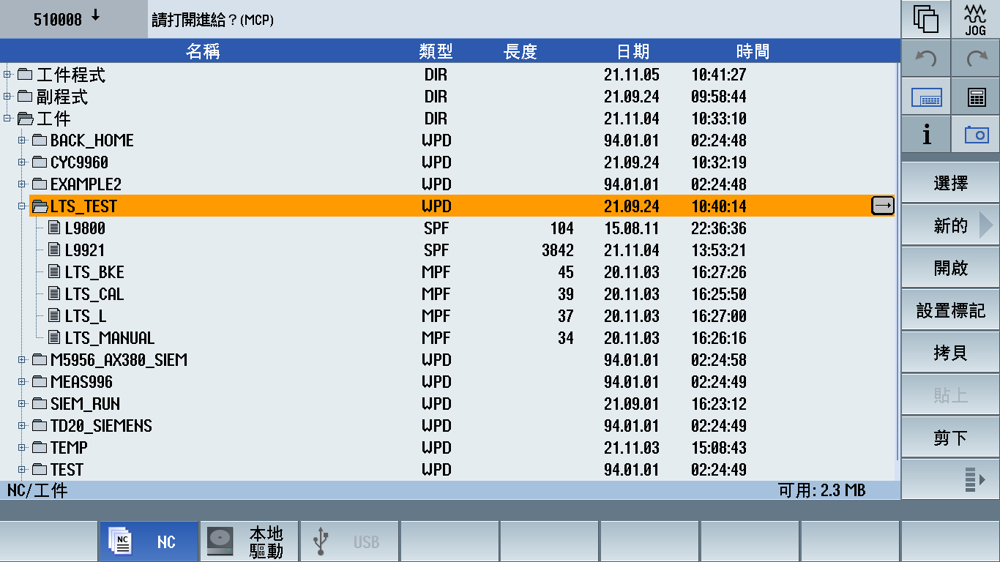 510008 ↓ 請打開進給？(MCP)
JOG
名稱 類型 長度 日期 時間
工件程式 DIR 21.11.05 10:41:27
副程式 DIR 21.09.24 09:58:44
工件 DIR 21.11.04 10:33:10
BACK_HOME WPD 94.01.01 02:24:48
CYC9960 WPD 21.09.24 10:32:19
EXAMPLE2 WPD 94.01.01 02:24:48
LTS_TEST WPD 21.09.24 10:40:14
L9800 SPF 104 15.08.11 22:36:36
L9921 SPF 3842 21.11.04 13:53:21
LTS_BKE MPF 45 20.11.03 16:27:26
LTS_CAL MPF 39 20.11.03 16:25:50
LTS_L MPF 37 20.11.03 16:27:00
LTS_MANUAL MPF 34 20.11.03 16:26:16
M5956_AX380_SIEM WPD 94.01.01 02:24:58
MEAS996 WPD 94.01.01 02:24:49
SIEM_RUN WPD 21.09.01 16:23:12
TD20_SIEMENS WPD 94.01.01 02:24:49
TEMP WPD 21.11.03 15:08:43
TEST WPD 94.01.01 02:24:49
NC/工件 可用: 2.3 MB
i
選擇
新的
開啟
設置標記
拷貝
貼上
剪下
NC NC
本地
驅動
USB